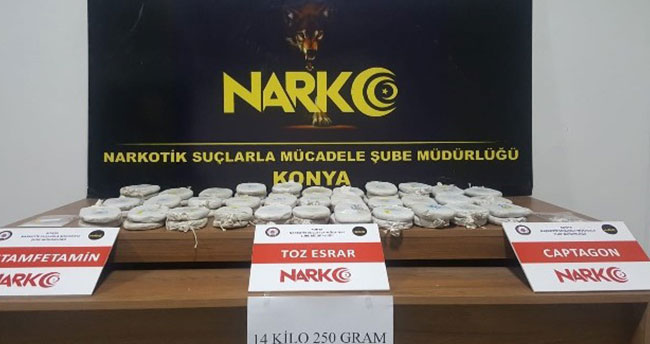 NARKO
NARKOTİK SUÇLARLA MÜCADELE ŞUBE MÜDÜRLÜĞÜ
KONYA
TAMFETAMİN
NARKO
TOZ ESRAR
NARKO
CAPTAGON
NARKO
14 KİLO 250 GRAM